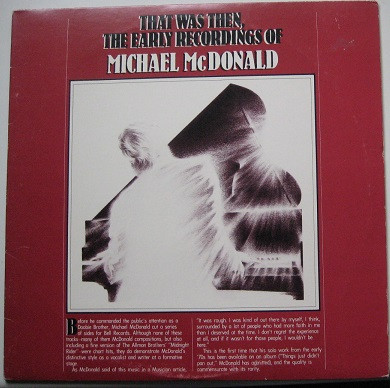 THAT WAS THEN,
THE EARLY RECORDINGS OF
MICHAEL McDONALD
Before he commanded the public's attention as a
Doobie Brother, Michael McDonald cut a series
of sides for Bell Records. Although none of these
tracks—many of them McDonald compositions, but also
including a fine version of The Allman Brothers' "Midnight
Rider"—were chart hits, they do demonstrate McDonald's
distinctive style as a vocalist and writer at a formative
stage.
As McDonald said of this music in a Musician article,
"It was rough. I was kind of out there by myself, I think,
surrounded by a lot of people who had more faith in me
than I deserved at the time. I don't regret the experience
at all, and if it wasn't for those people, I wouldn't be
here."
This is the first time that his solo work from the early
'70s has been available on an album ("Things just didn't
pan out," McDonald has admitted), and the quality is
commensurate with its rarity.